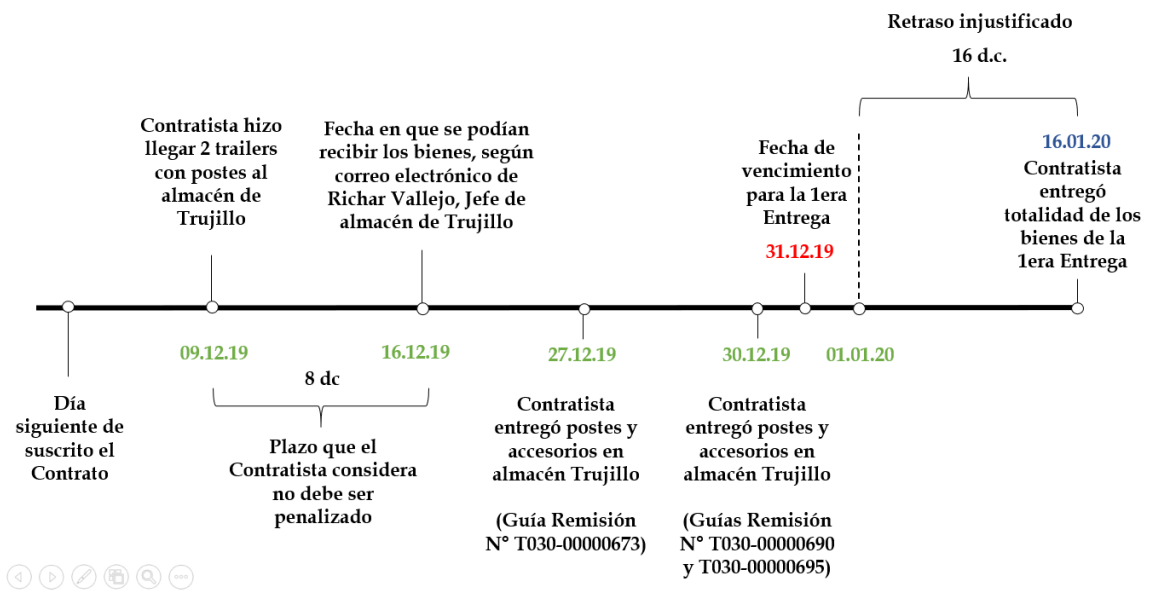 Retraso injustificado
16 d.c.
Contratista hizo
llegar 2 trailers
con postes al
almacén de
Trujillo
Fecha en que se podían
recibir los bienes, según
correo electrónico de
Richar Vallejo, Jefe de
almacén de Trujillo
Fecha de
vencimiento
para la 1era
Entrega
31.12.19
16.01.20
Contratista
entregó
totalidad de los
bienes de la
1era Entrega
09.12.19
16.12.19
27.12.19
30.12.19
01.01.20
8 dc
Día
siguiente de
suscrito el
Contrato
Plazo que el
Contratista considera
no debe ser
penalizado
Contratista
entregó postes y
accesorios en
almacén Trujillo
(Guía Remisión
N° T030-00000673)
Contratista
entregó postes y
accesorios en
almacén Trujillo
(Guías Remisión
N° T030-00000690
y T030-00000695)